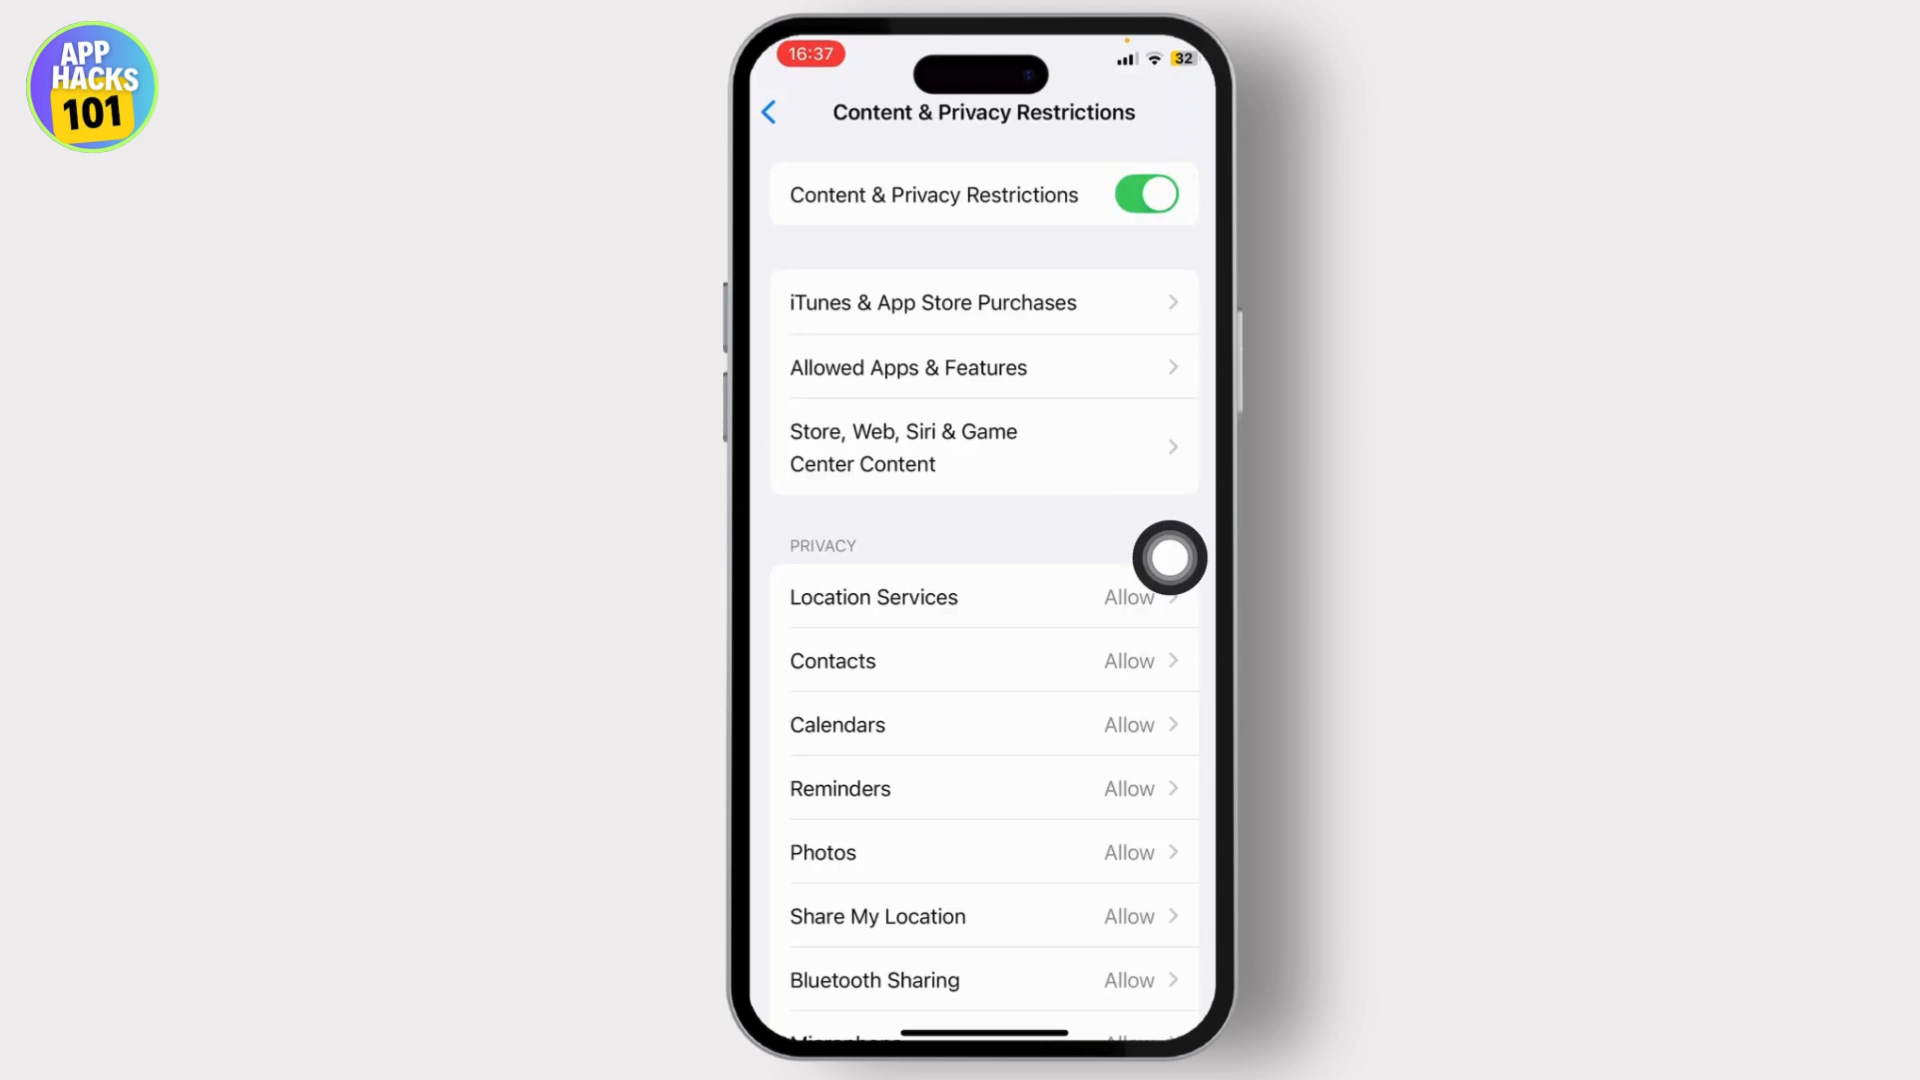 APP
HACKS
101
16:37
32
Content & Privacy Restrictions
Content & Privacy Restrictions
iTunes & App Store Purchases
Allowed Apps & Features
Store, Web, Siri & Game
Center Content
PRIVACY
Location Services Allow
Contacts Allow
Calendars Allow
Reminders Allow
Photos Allow
Share My Location Allow
Bluetooth Sharing Allow